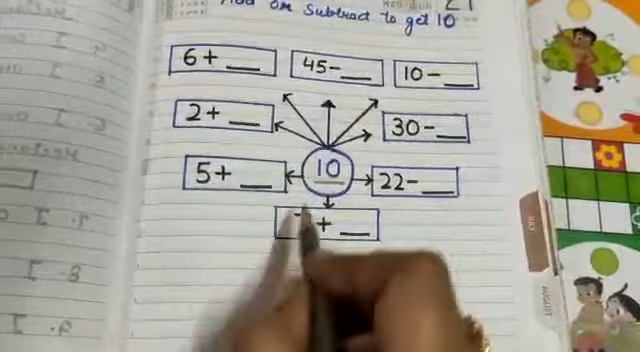 Add or Subtract to get 10
6 + __ 45 - __ 10 - __
2 + __ 30 - __
5 + __ 10 22 - __
+ __
AUGUST